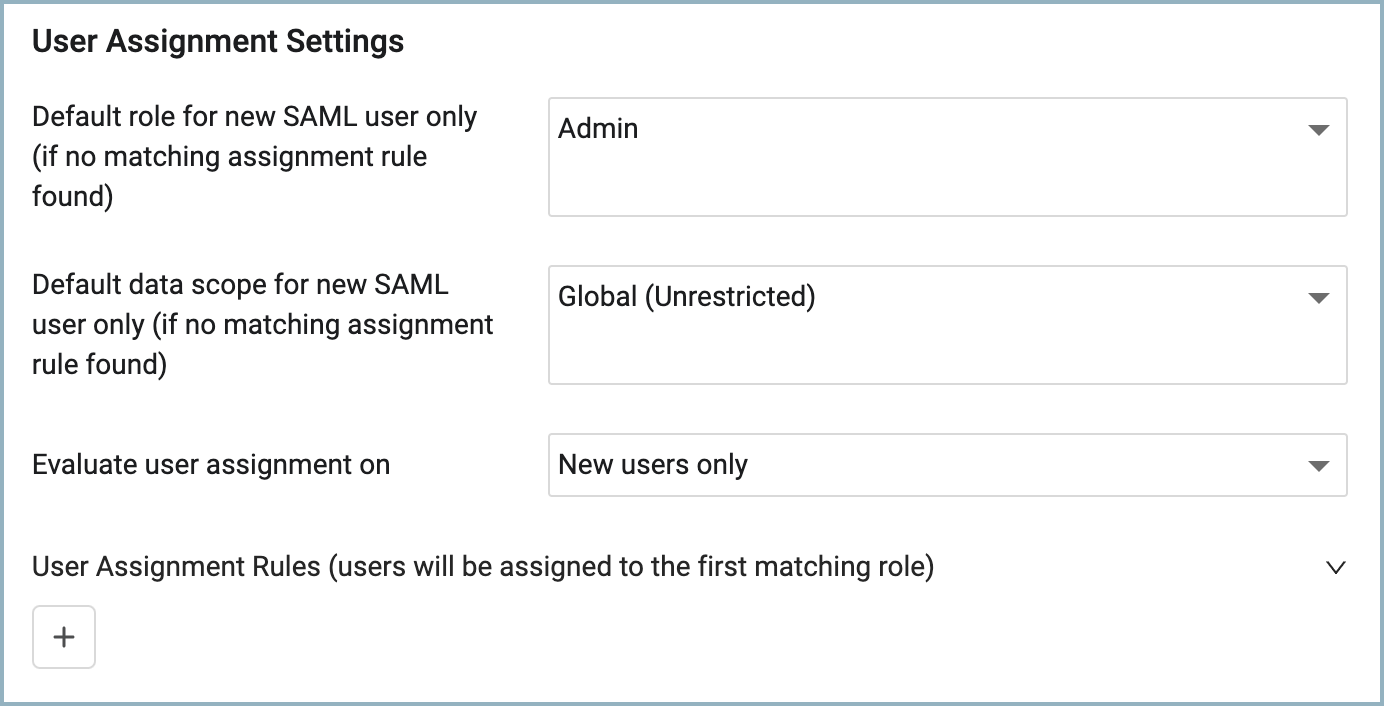 User Assignment Settings
Default role for new SAML user only
(if no matching assignment rule
found)
Admin
Default data scope for new SAML
user only (if no matching assignment
rule found)
Global (Unrestricted)
Evaluate user assignment on
New users only
User Assignment Rules (users will be assigned to the first matching role)
+